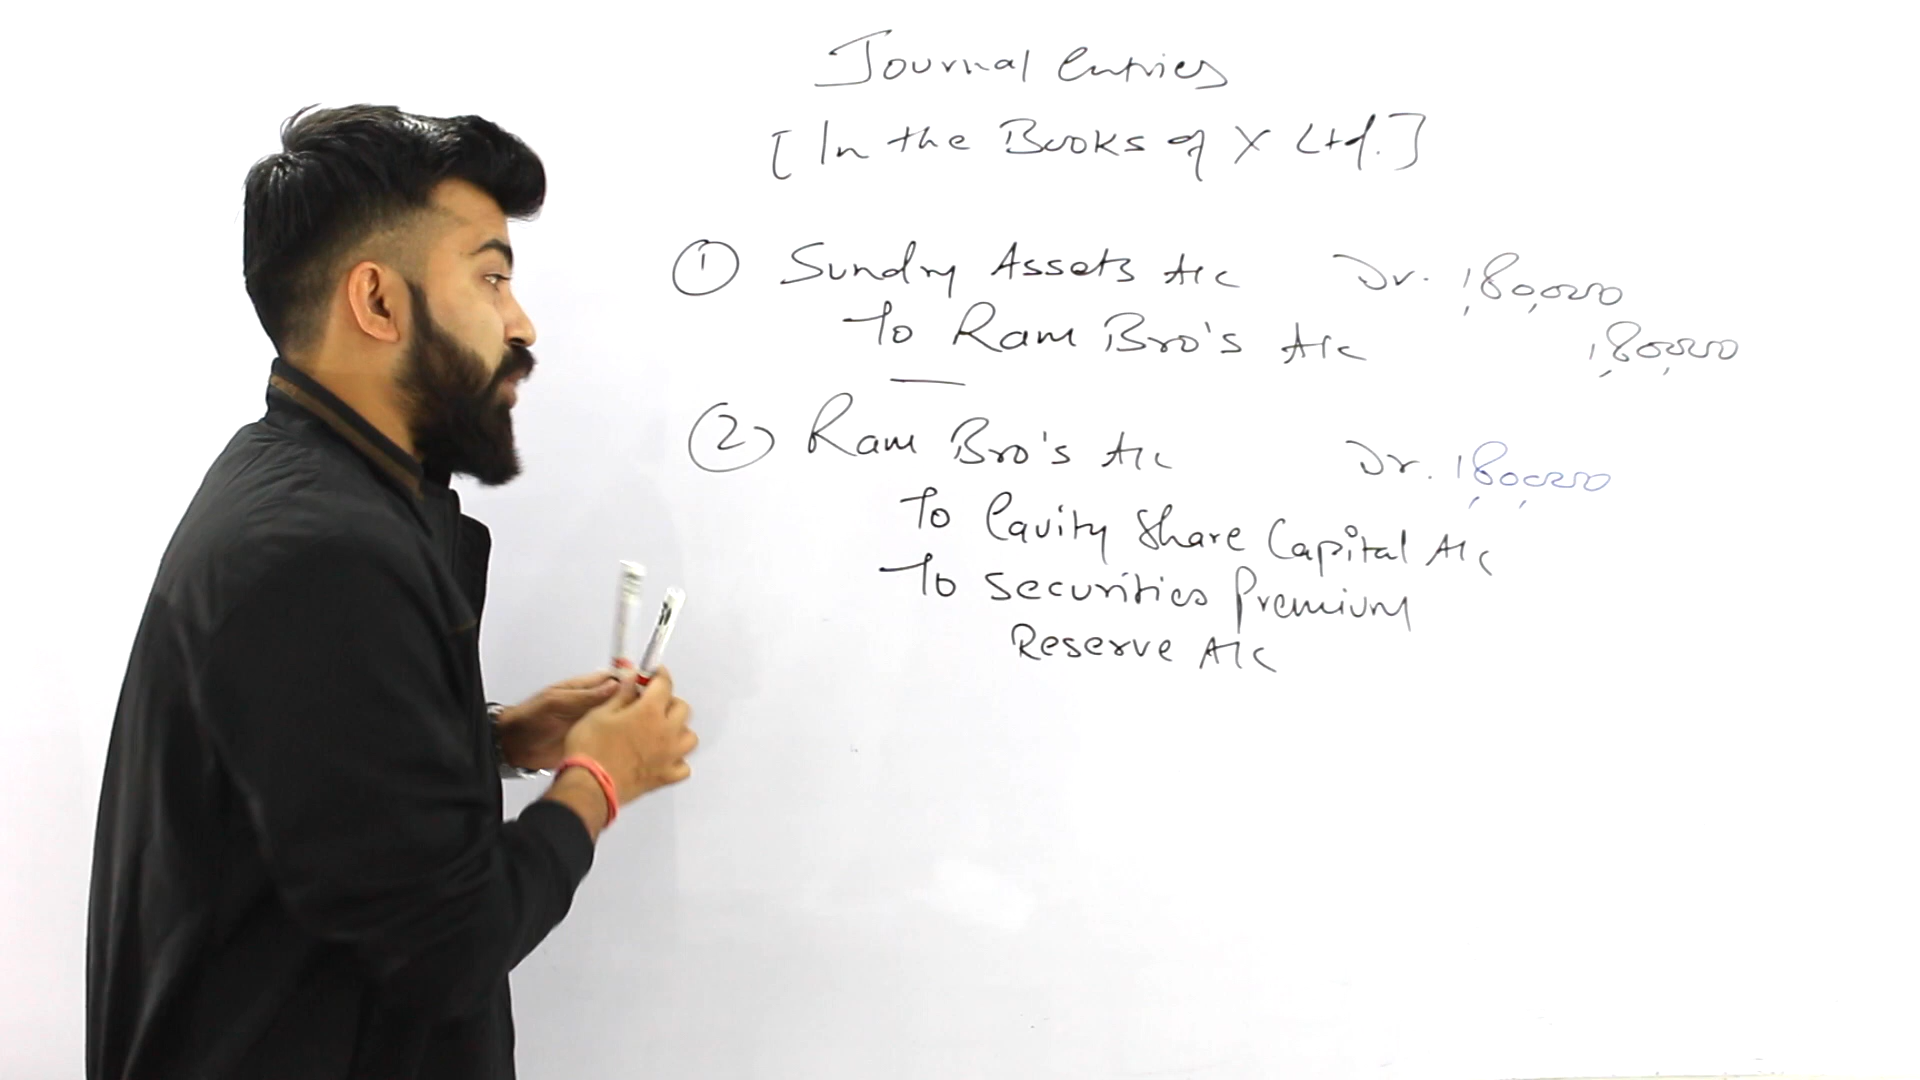 Journal Entries
[In the Books of X Ltd.]
① Sundry Assets A/c Dr. 1,80,000
To Ram Bro's A/c 1,80,000
② Ram Bro's A/c Dr. 1,80,000
To Equity Share Capital A/c
To Securities Premium
Reserve A/c